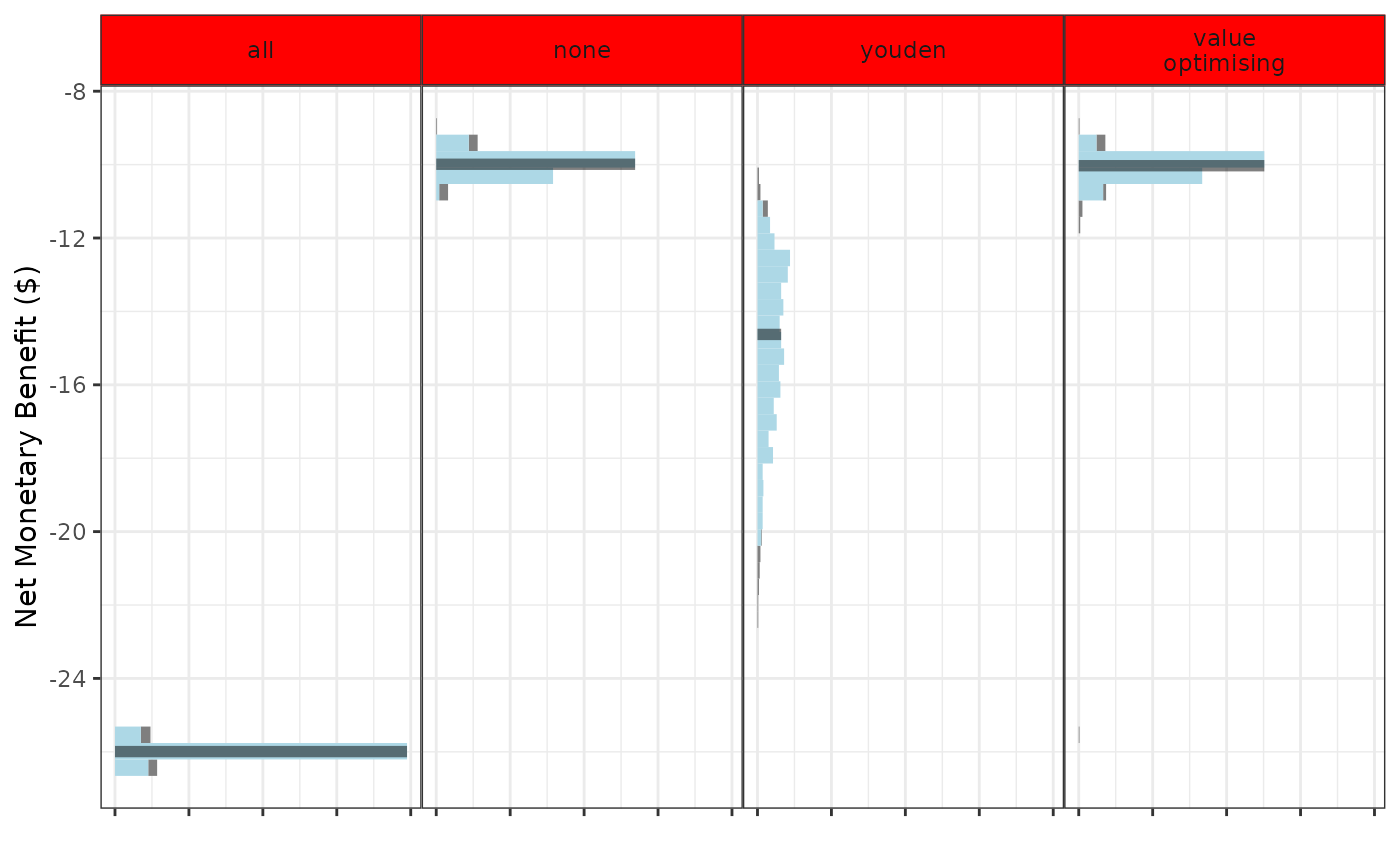 all
none
youden
value
optimising
-8
-12
-16
-20
-24
Net Monetary Benefit ($)